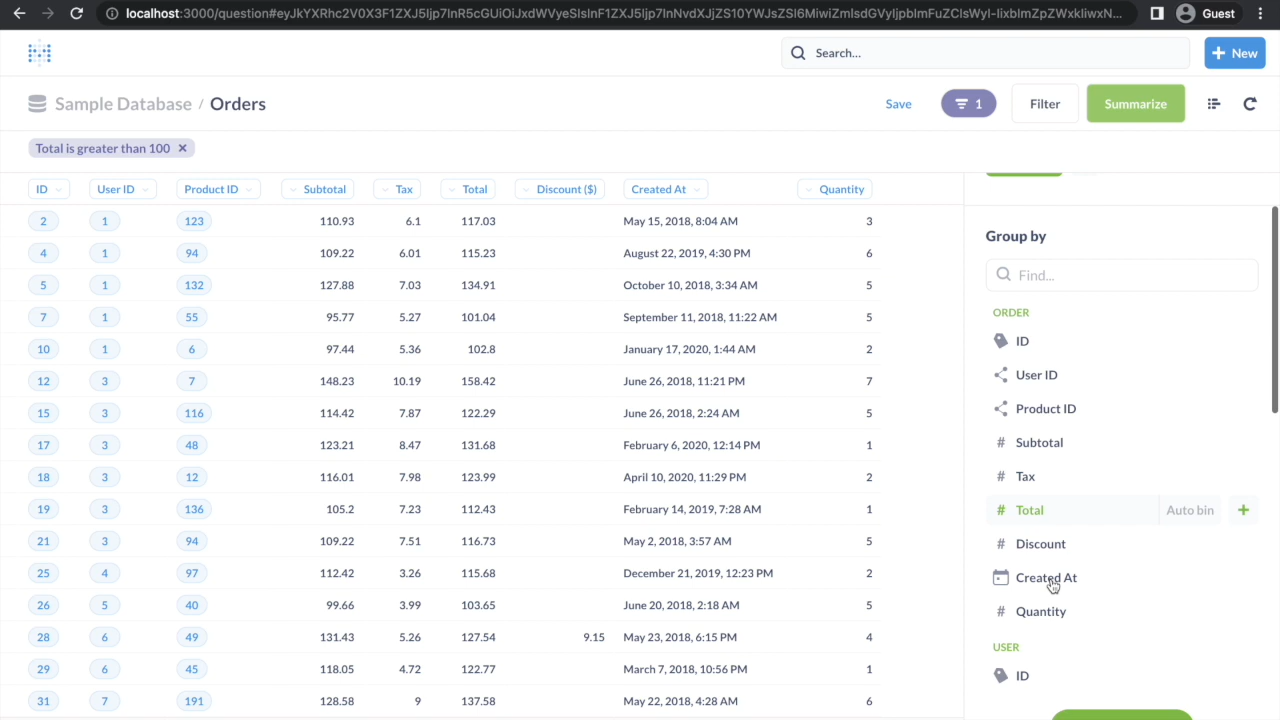 localhost:3000/question#eyJkYXRhc2V0X3F1ZXJ5Ijp7InR5cGUiOiJxdWVyeSIsInF1ZXJ5Ijp7InNvdXJjZS10YWJsZSI6MiwiZmlsdGVyIjpbImFuZCIsWyI-IixbImZpZWxkIiwxN... Guest
Search... New
Sample Database / Orders Save 1 Filter Summarize
Total is greater than 100
ID User ID Product ID Subtotal Tax Total Discount ($) Created At Quantity
2 1 123 110.93 6.1 117.03 May 15, 2018, 8:04 AM 3
4 1 94 109.22 6.01 115.23 August 22, 2019, 4:30 PM 6
5 1 132 127.88 7.03 134.91 October 10, 2018, 3:34 AM 5
7 1 55 95.77 5.27 101.04 September 11, 2018, 11:22 AM 5
10 1 6 97.44 5.36 102.8 January 17, 2020, 1:44 AM 2
12 3 7 148.23 10.19 158.42 June 26, 2018, 11:21 PM 7
15 3 116 114.42 7.87 122.29 June 26, 2018, 2:24 AM 5
17 3 48 123.21 8.47 131.68 February 6, 2020, 12:14 PM 1
18 3 12 116.01 7.98 123.99 April 10, 2020, 11:29 PM 2
19 3 136 105.2 7.23 112.43 February 14, 2019, 7:28 AM 1
21 3 94 109.22 7.51 116.73 May 2, 2018, 3:57 AM 5
25 4 97 112.42 3.26 115.68 December 21, 2019, 12:23 PM 2
26 5 40 99.66 3.99 103.65 June 20, 2018, 2:18 AM 5
28 6 49 131.43 5.26 127.54 9.15 May 23, 2018, 6:15 PM 4
29 6 45 118.05 4.72 122.77 March 7, 2018, 10:56 PM 1
31 7 191 128.58 9 137.58 May 22, 2018, 4:28 AM 6
Group by
Find...
ORDER
ID
User ID
Product ID
# Subtotal
# Tax
# Total Auto bin +
# Discount
Created At
# Quantity
USER
ID